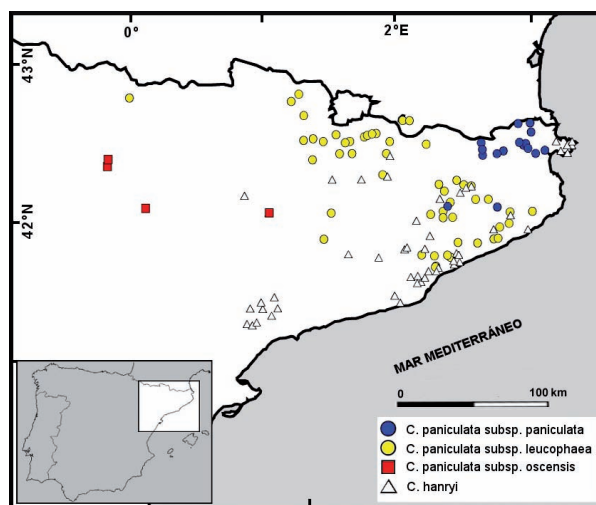 0° 2°E
43°N
42°N
MAR MEDITERRÁNEO
0 100 km
C. paniculata subsp. paniculata
C. paniculata subsp. leucophaea
C. paniculata subsp. oscensis
C. hanryi